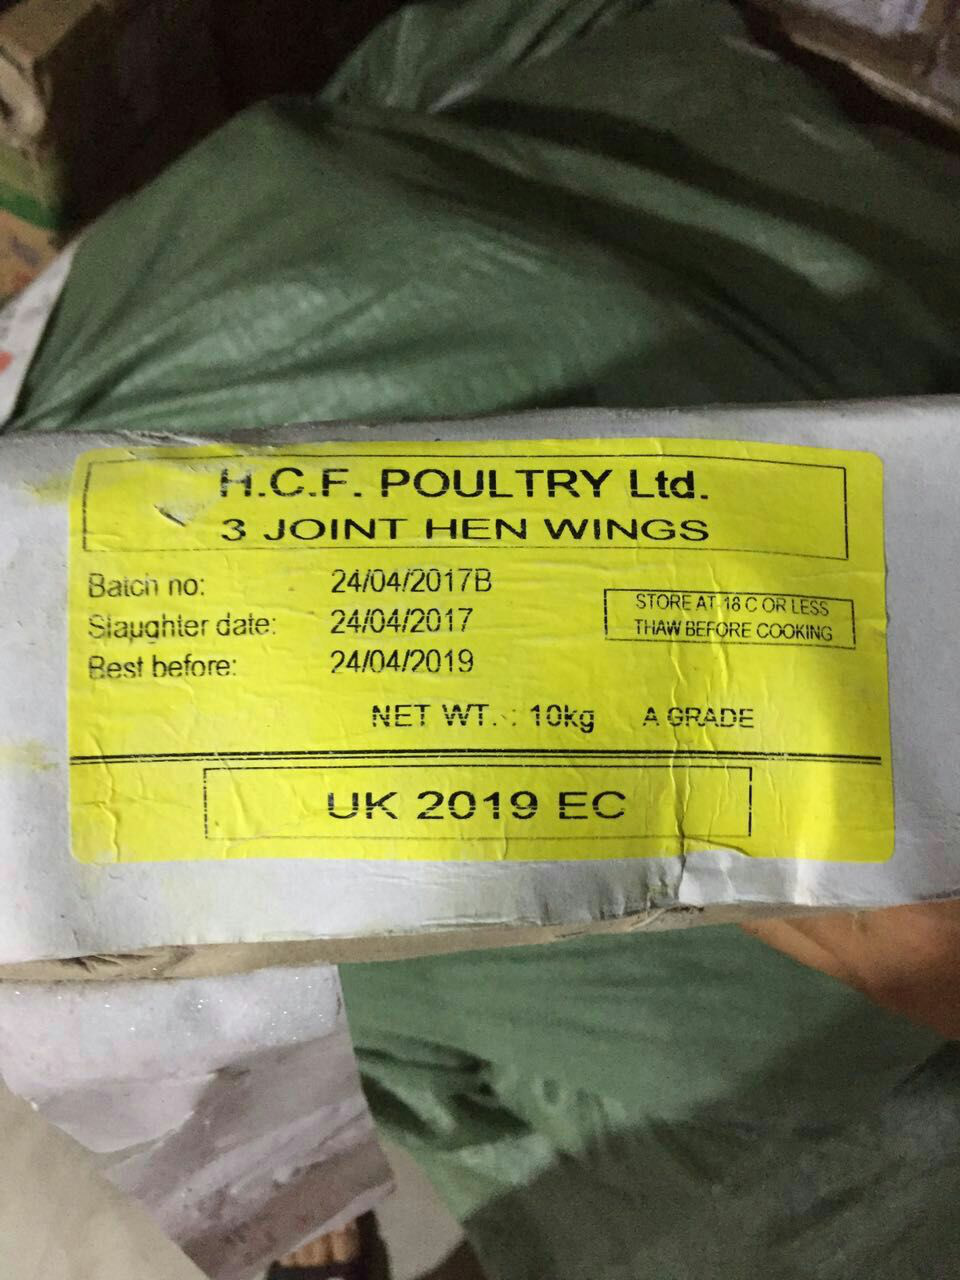 H.C.F. POULTRY Ltd.
3 JOINT HEN WINGS
Batch no: 24/04/2017B
Slaughter date: 24/04/2017
Best before: 24/04/2019
STORE AT -18 C OR LESS
THAW BEFORE COOKING
NET WT. : 10kg A GRADE
UK 2019 EC